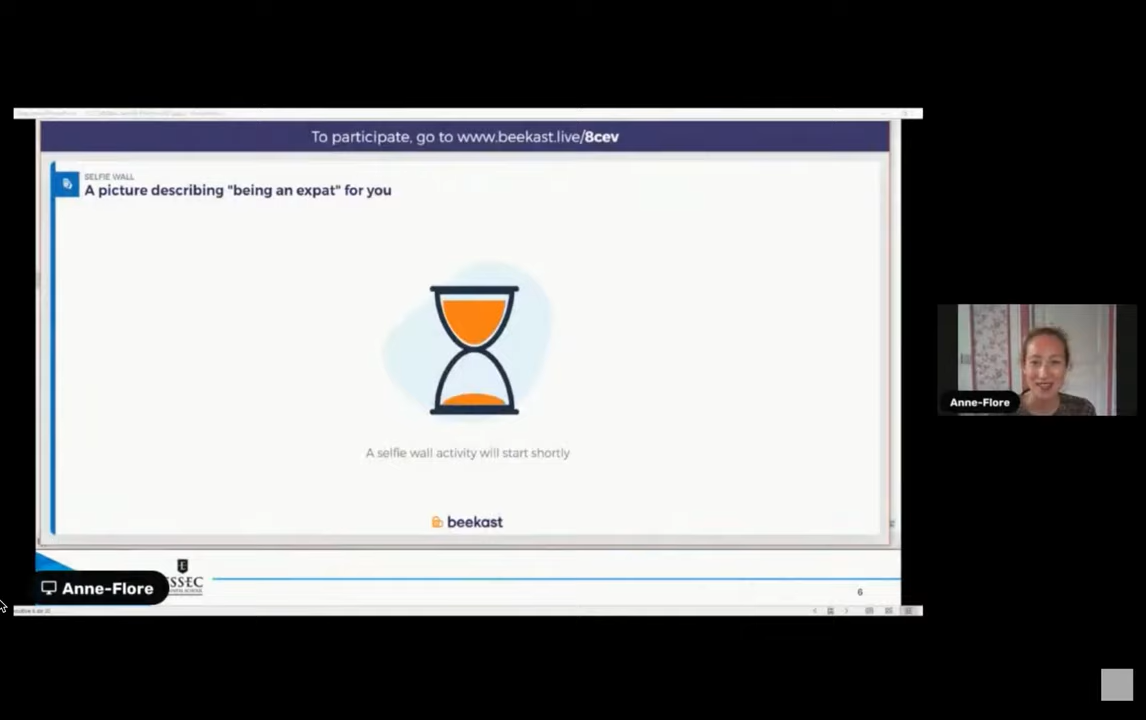 To participate, go to www.beekast.live/8cev
SELFIE WALL
A picture describing "being an expat" for you
A selfie wall activity will start shortly
beekast
Anne-Flore
Anne-Flore
6